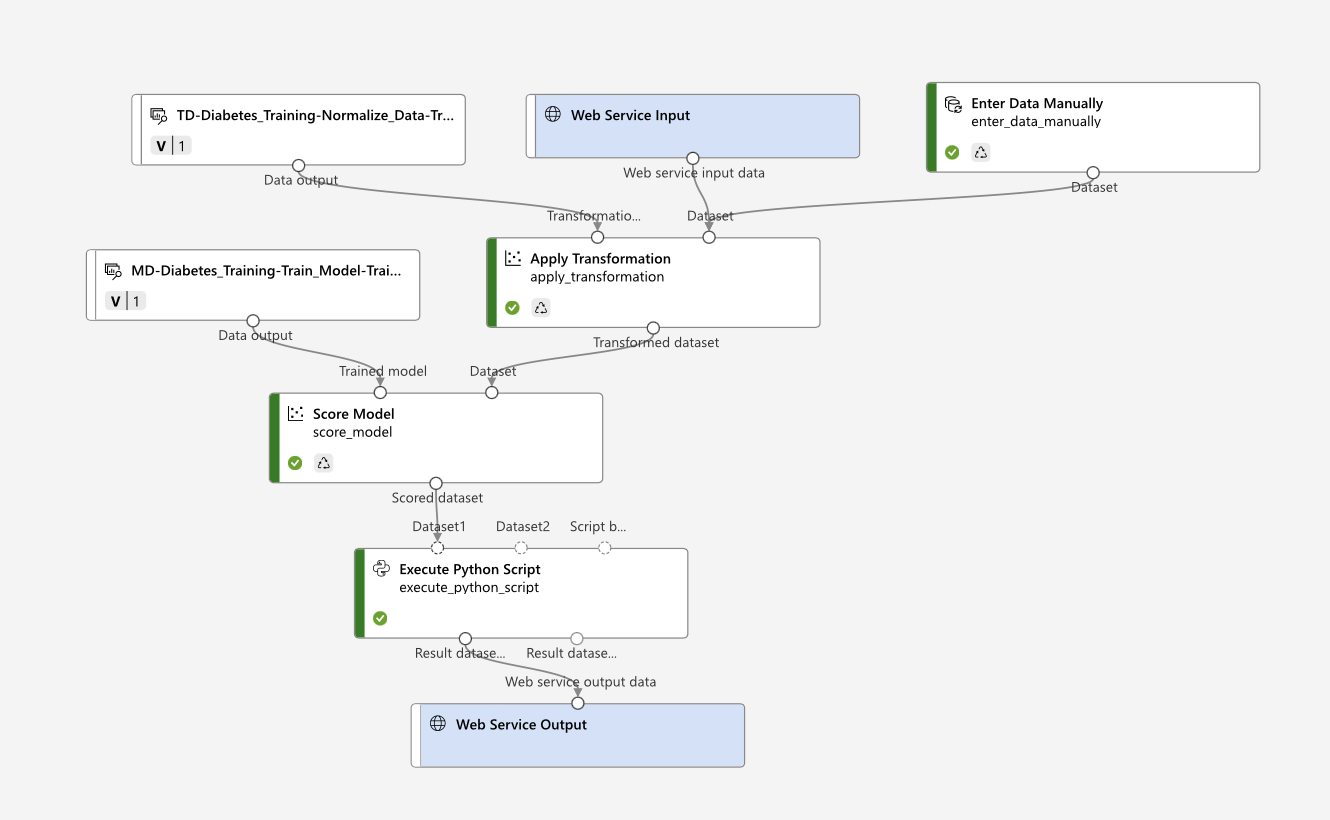 TD-Diabetes_Training-Normalize_Data-Tr...
V 1
Data output
Web Service Input
Web service input data
Enter Data Manually
enter_data_manually
Dataset
Transformatio...
Dataset
Apply Transformation
apply_transformation
Transformed dataset
MD-Diabetes_Training-Train_Model-Trai...
V 1
Data output
Trained model
Dataset
Score Model
score_model
Scored dataset
Dataset1
Dataset2
Script b...
Execute Python Script
execute_python_script
Result datase...
Result datase...
Web service output data
Web Service Output